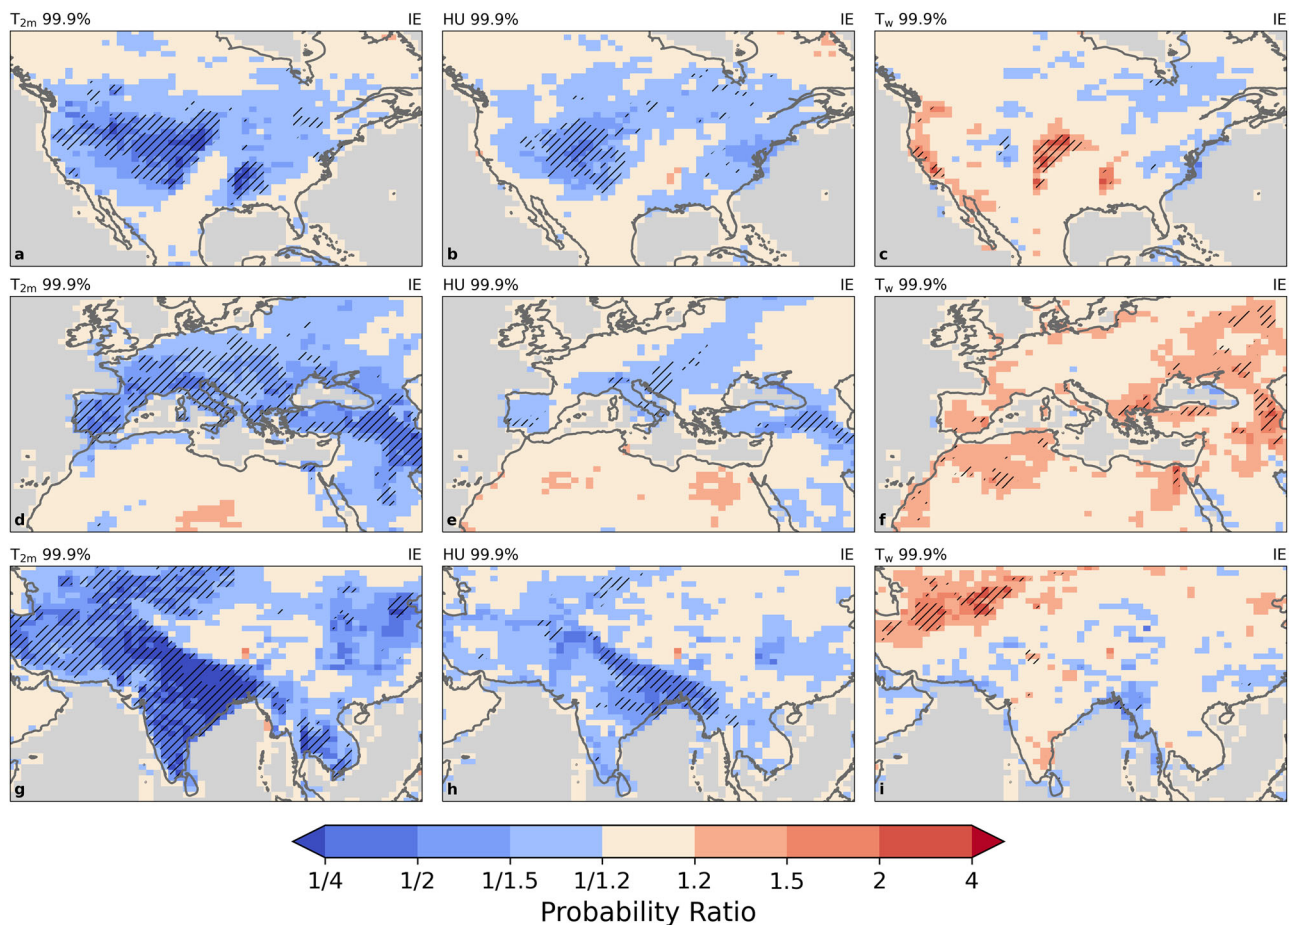 T2m 99.9% IE HU 99.9% IE Tw 99.9% IE
a b c
T2m 99.9% IE HU 99.9% IE Tw 99.9% IE
d e f
T2m 99.9% IE HU 99.9% IE Tw 99.9% IE
g h i
1/4 1/2 1/1.5 1/1.2 1.2 1.5 2 4
Probability Ratio